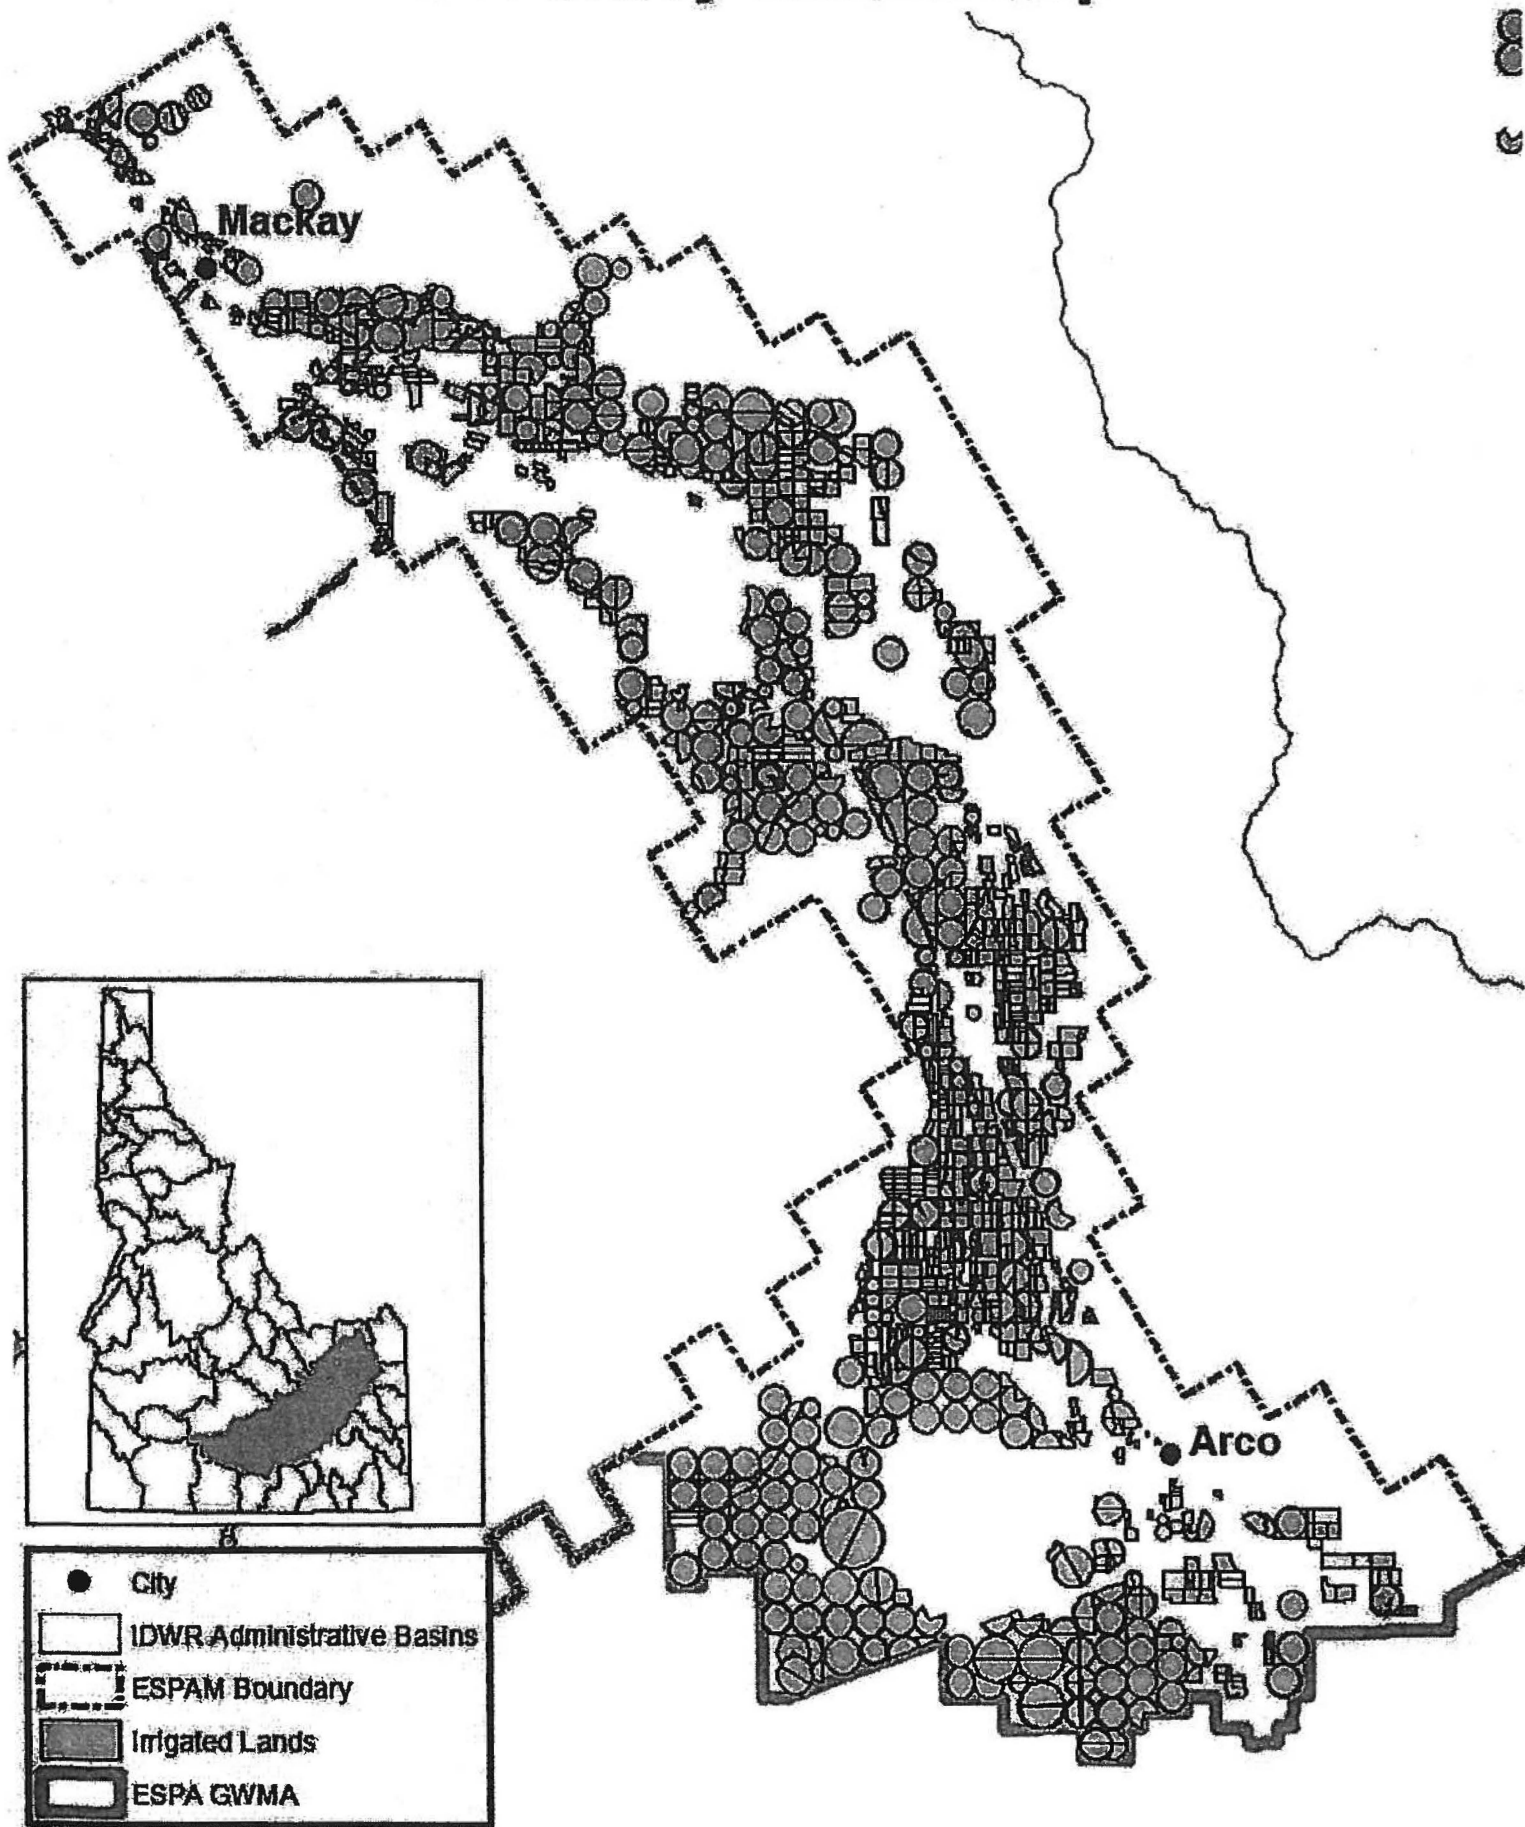 Mackay
Arco
City
IDWR Administrative Basins
ESPAM Boundary
Irrigated Lands
ESPA GWMA